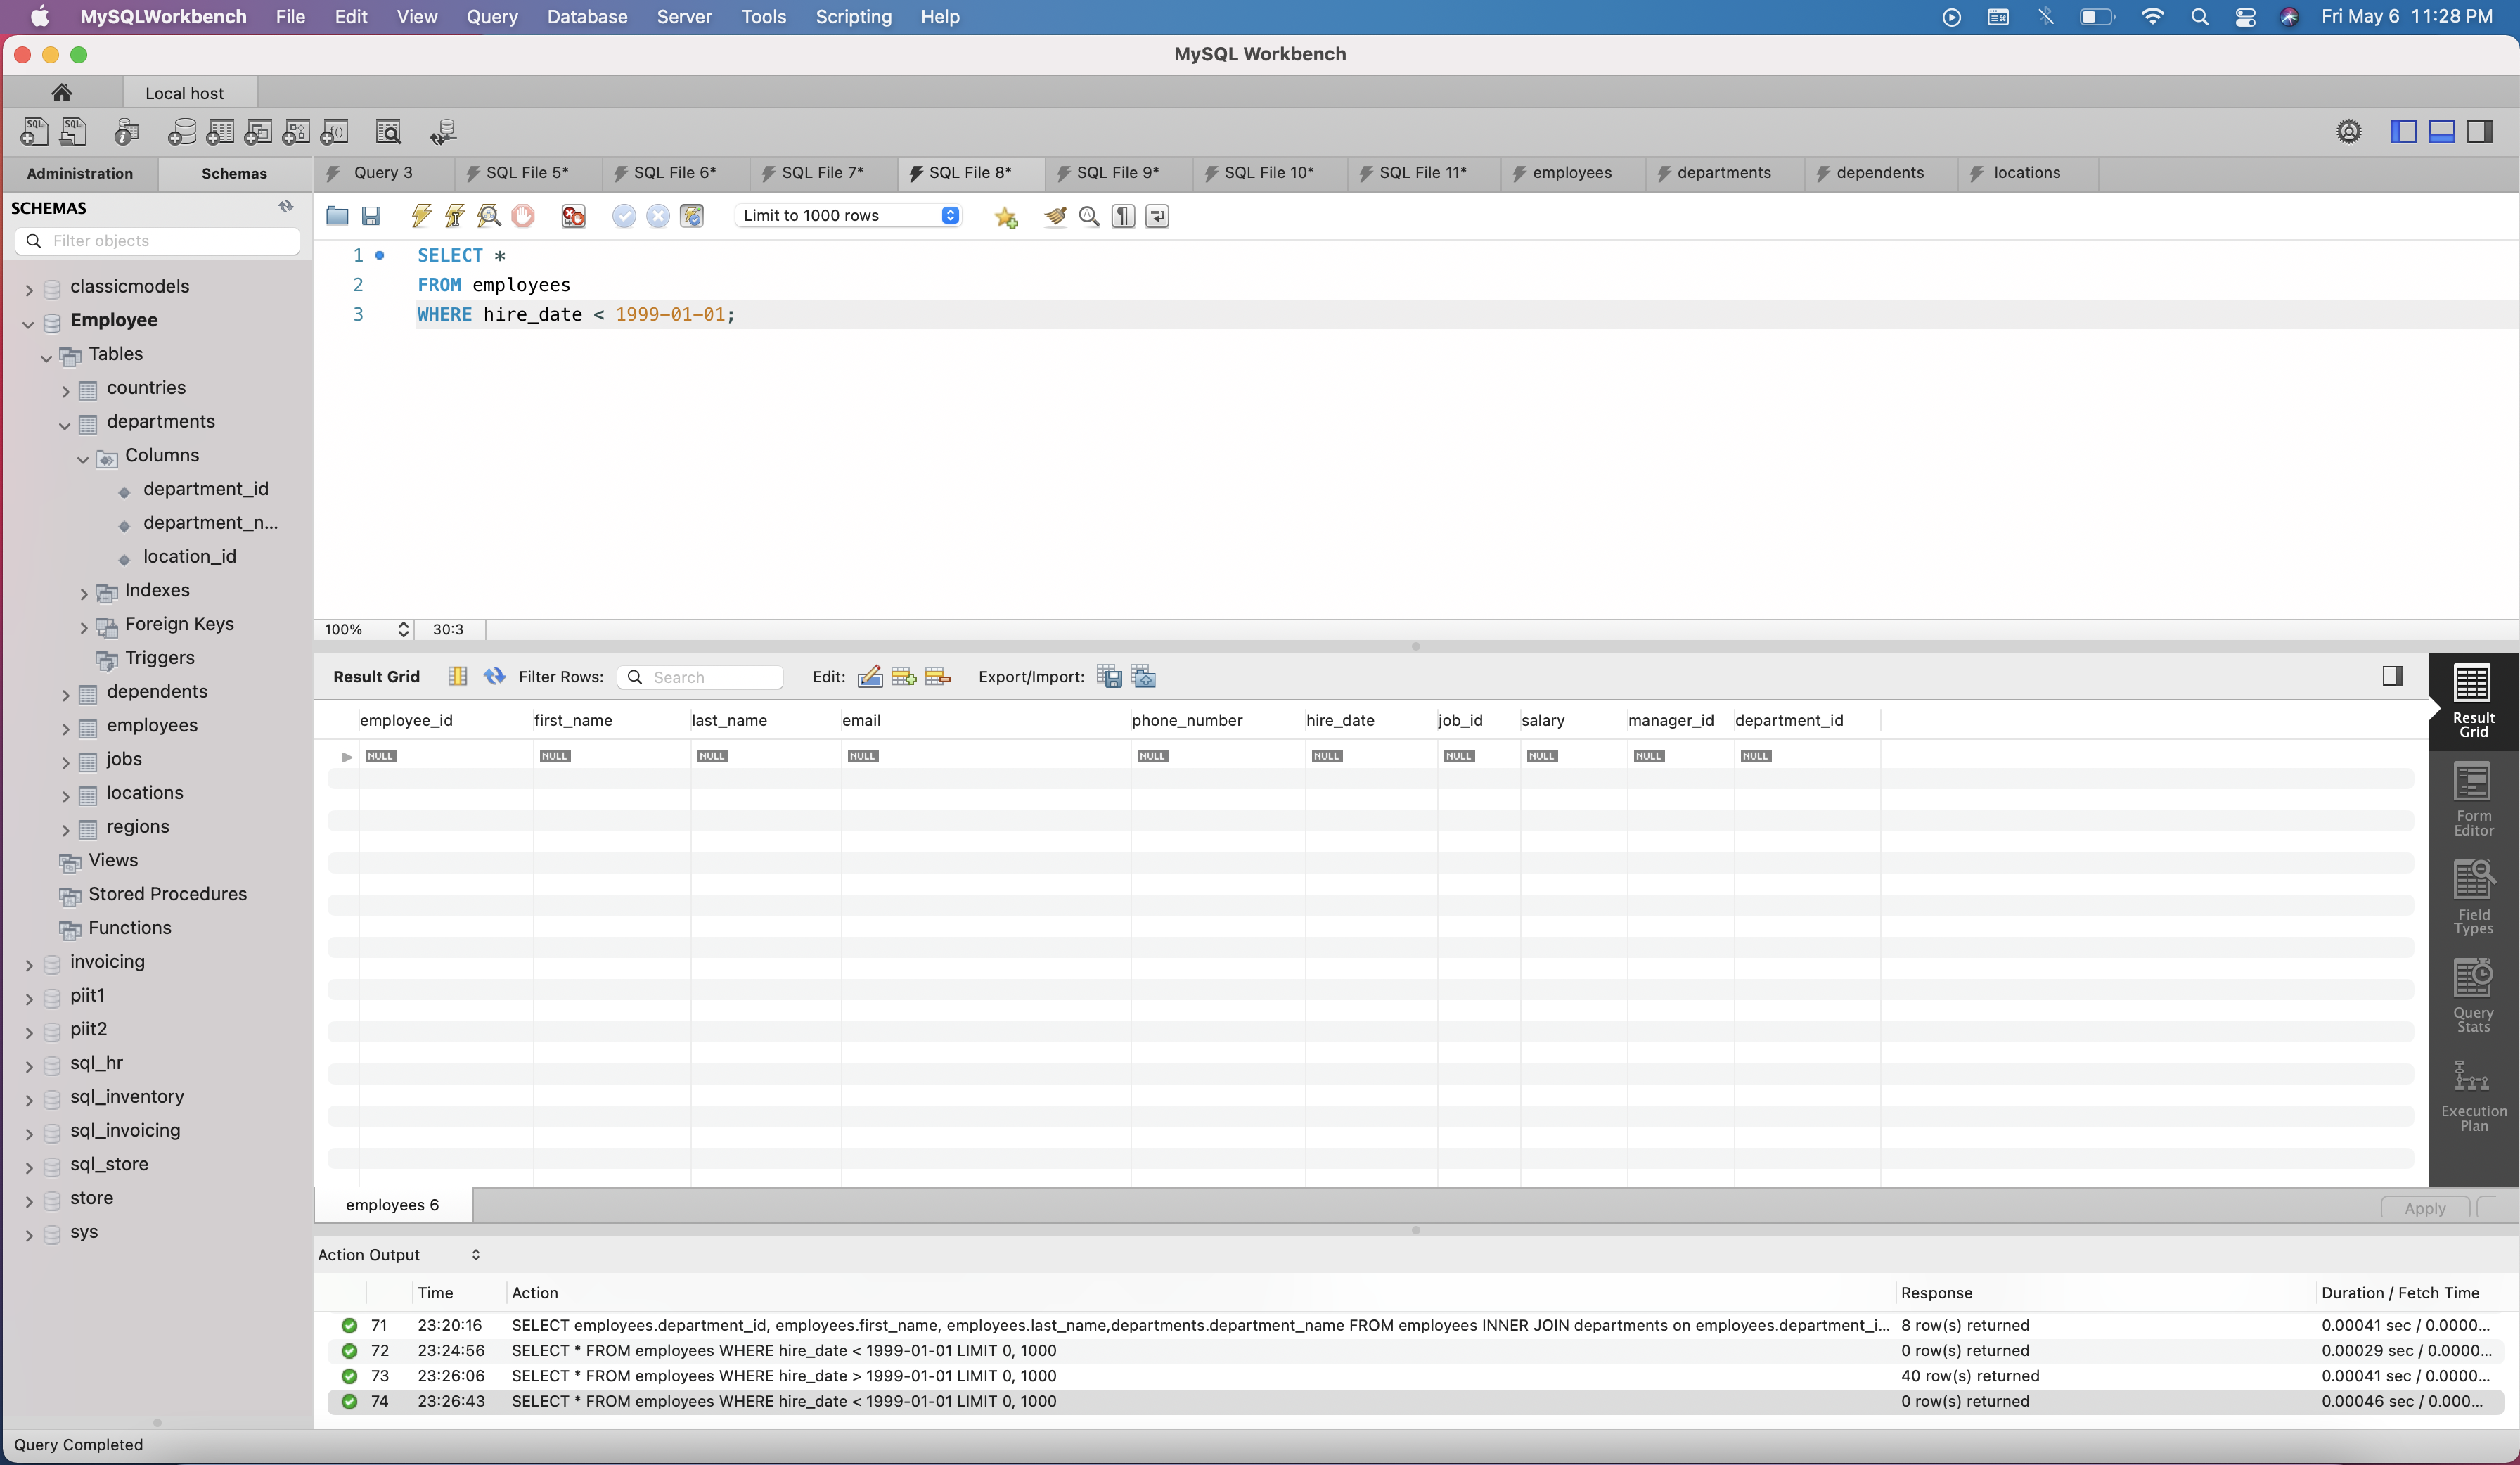 MySQLWorkbench File Edit View Query Database Server Tools Scripting Help Fri May 6 11:28 PM
MySQL Workbench
Local host
Administration Schemas Query 3 SQL File 5* SQL File 6* SQL File 7* SQL File 8* SQL File 9* SQL File 10* SQL File 11* employees departments dependents locations
SCHEMAS
Filter objects
Limit to 1000 rows
1 SELECT *
2 FROM employees
3 WHERE hire_date < 1999-01-01;
classicmodels
Employee
Tables
countries
departments
Columns
department_id
department_n...
location_id
Indexes
Foreign Keys
Triggers
dependents
employees
jobs
locations
regions
Views
Stored Procedures
Functions
invoicing
piit1
piit2
sql_hr
sql_inventory
sql_invoicing
sql_store
store
sys
100% 30:3
Result Grid Filter Rows: Search Edit: Export/Import:
employee_id first_name last_name email phone_number hire_date job_id salary manager_id department_id
NULL NULL NULL NULL NULL NULL NULL NULL NULL NULL
Result
Grid
Form
Editor
Field
Types
Query
Stats
Execution
Plan
employees 6 Apply
Action Output
Time Action Response Duration / Fetch Time
71 23:20:16 SELECT employees.department_id, employees.first_name, employees.last_name,departments.department_name FROM employees INNER JOIN departments on employees.department_i... 8 row(s) returned 0.00041 sec / 0.0000...
72 23:24:56 SELECT * FROM employees WHERE hire_date < 1999-01-01 LIMIT 0, 1000 0 row(s) returned 0.00029 sec / 0.0000...
73 23:26:06 SELECT * FROM employees WHERE hire_date > 1999-01-01 LIMIT 0, 1000 40 row(s) returned 0.00041 sec / 0.0000...
74 23:26:43 SELECT * FROM employees WHERE hire_date < 1999-01-01 LIMIT 0, 1000 0 row(s) returned 0.00046 sec / 0.000...
Query Completed